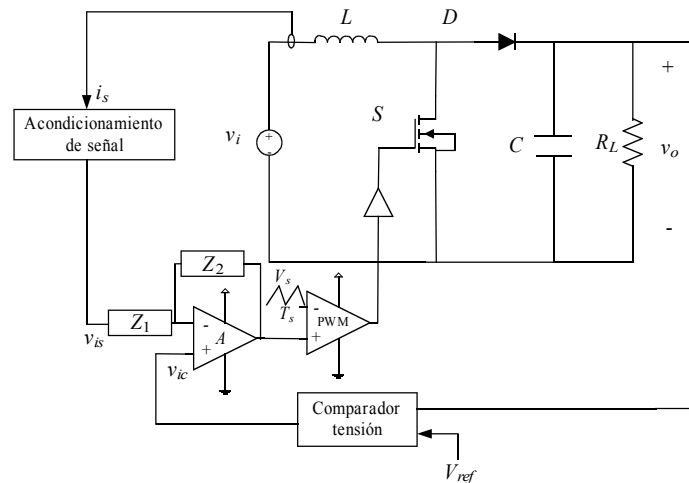 L
D
+
i_s
Acondicionamiento
de señal
S
v_i
+
-
C
R_L
v_o
-
Z_2
V_s
Z_1
-
A
+
T_s
-
PWM
+
v_is
v_ic
Comparador
tensión
V_ref